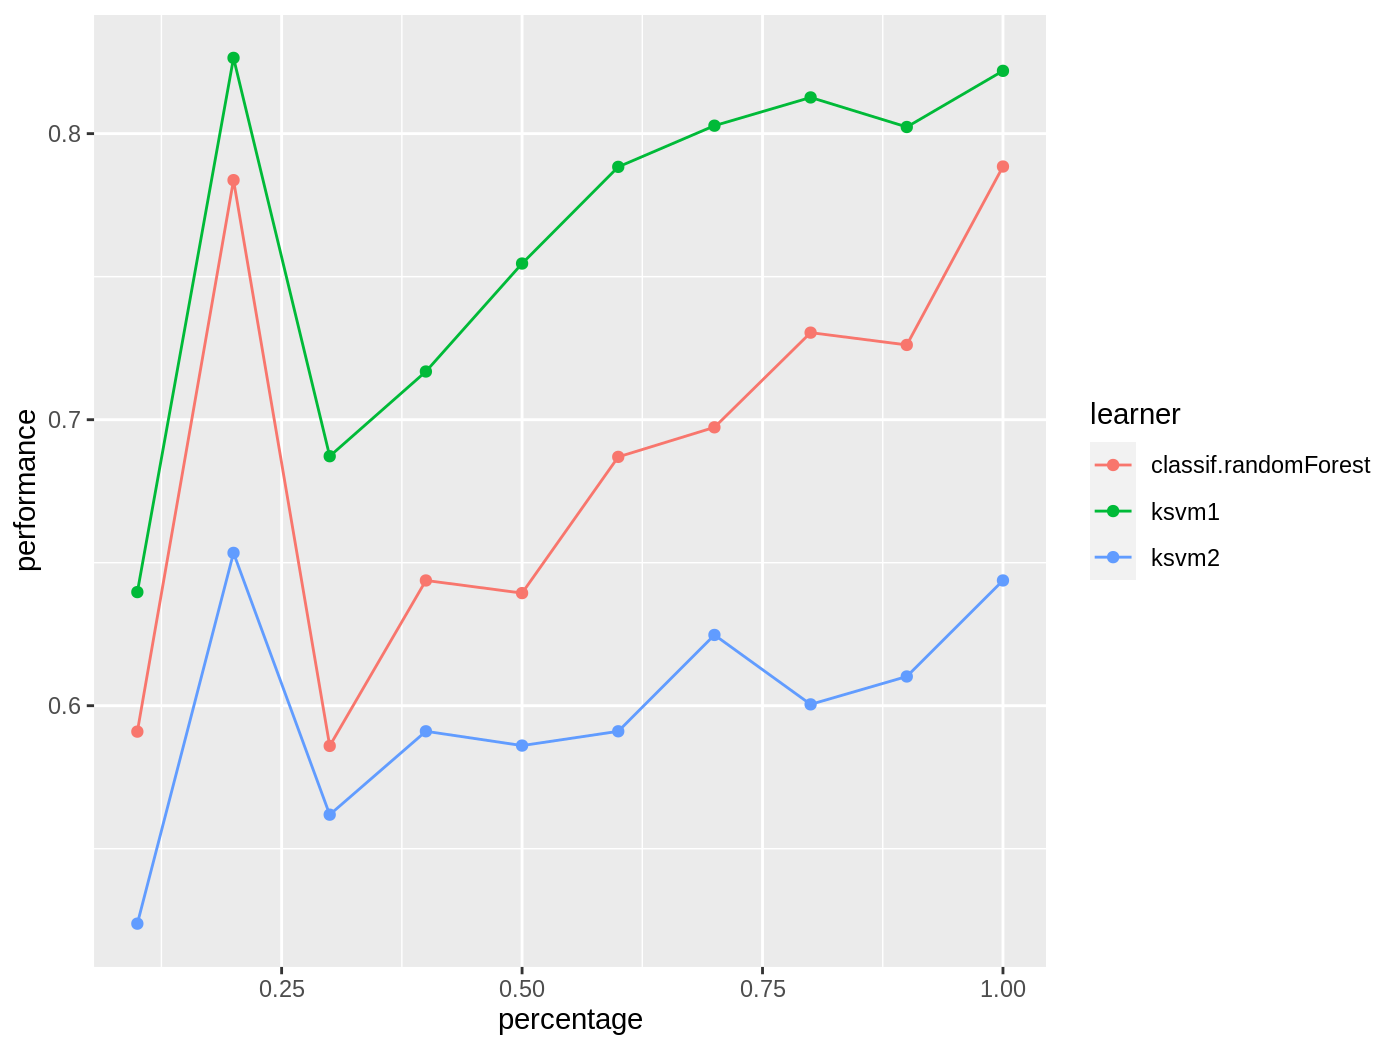 0.8
0.7
0.6
performance
0.25
0.50
0.75
1.00
percentage
learner
classif.randomForest
ksvm1
ksvm2